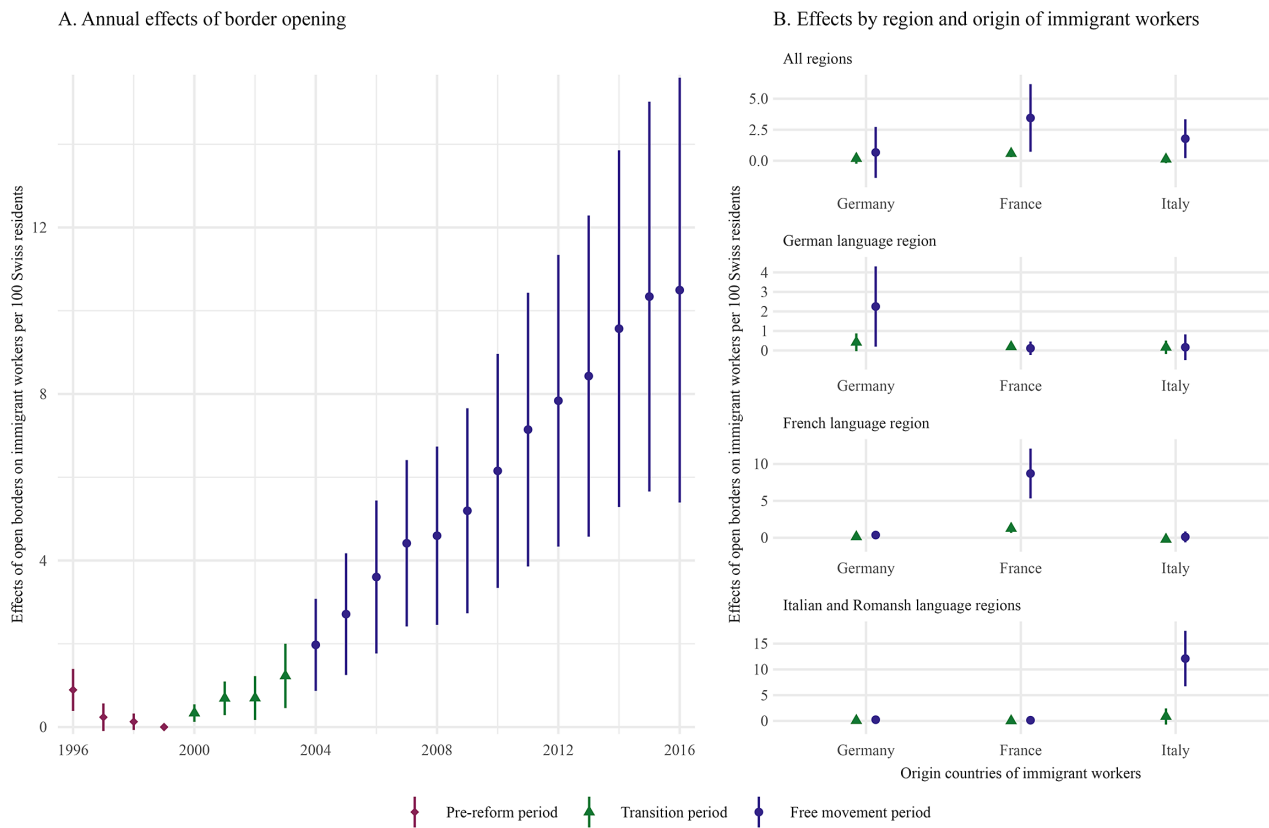 A. Annual effects of border opening
Effects of open borders on immigrant workers per 100 Swiss residents
12
8
4
0
1996 2000 2004 2008 2012 2016
B. Effects by region and origin of immigrant workers
Effects of open borders on immigrant workers per 100 Swiss residents
All regions
5.0
2.5
0.0
Germany France Italy
German language region
4
3
2
1
0
Germany France Italy
French language region
10
5
0
Germany France Italy
Italian and Romansh language regions
15
10
5
0
Germany France Italy
Origin countries of immigrant workers
Pre-reform period Transition period Free movement period